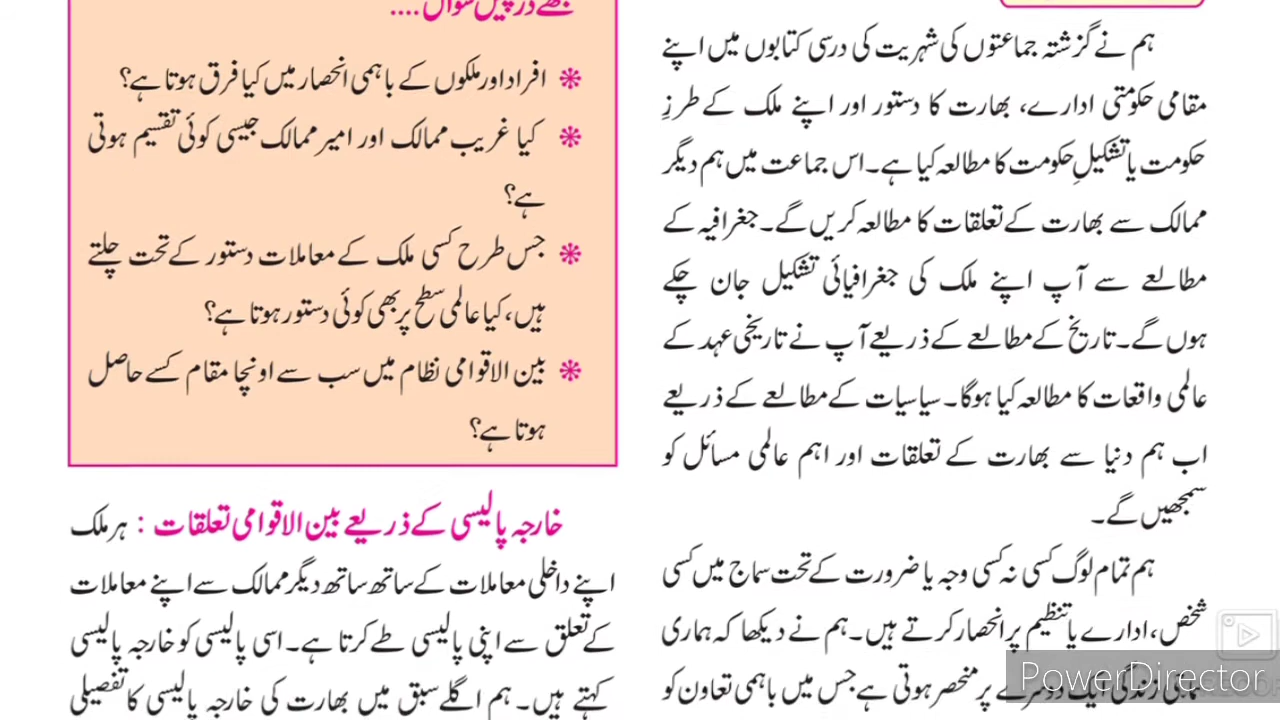 ہم نے گزشتہ جماعتوں کی شہریت کی درسی کتابوں میں اپنے
مقامی حکومتی ادارے، بھارت کا دستور اور اپنے ملک کے طرزِ
حکومت یا تشکیلِ حکومت کا مطالعہ کیا ہے۔ اس جماعت میں ہم دیگر
ممالک سے بھارت کے تعلقات کا مطالعہ کریں گے۔ جغرافیہ کے
مطالعے سے آپ اپنے ملک کی جغرافیائی تشکیل جان چکے
ہوں گے۔ تاریخ کے مطالعے کے ذریعے آپ نے تاریخی عہد کے
عالمی واقعات کا مطالعہ کیا ہوگا۔ سیاسیات کے مطالعے کے ذریعے
اب ہم دنیا سے بھارت کے تعلقات اور اہم عالمی مسائل کو
سمجھیں گے۔
ہم تمام لوگ کسی نہ کسی وجہ یا ضرورت کے تحت سماج میں کسی
شخص، ادارے یا تنظیم پر انحصار کرتے ہیں۔ ہم نے دیکھا کہ ہماری
زندگی ایک دوسرے پر منحصر ہوتی ہے جس میں باہمی تعاون کو
مجھے درپیش سوال....
❋ افراد اور ملکوں کے باہمی انحصار میں کیا فرق ہوتا ہے؟
❋ کیا غریب ممالک اور امیر ممالک جیسی کوئی تقسیم ہوتی
ہے؟
❋ جس طرح کسی ملک کے معاملات دستور کے تحت چلتے
ہیں، کیا عالمی سطح پر بھی کوئی دستور ہوتا ہے؟
❋ بین الاقوامی نظام میں سب سے اونچا مقام کسے حاصل
ہوتا ہے؟
خارجہ پالیسی کے ذریعے بین الاقوامی تعلقات : ہر ملک
اپنے داخلی معاملات کے ساتھ ساتھ دیگر ممالک سے اپنے معاملات
کے تعلق سے اپنی پالیسی طے کرتا ہے۔ اسی پالیسی کو خارجہ پالیسی
کہتے ہیں۔ ہم اگلے سبق میں بھارت کی خارجہ پالیسی کا تفصیلی
PowerDirector